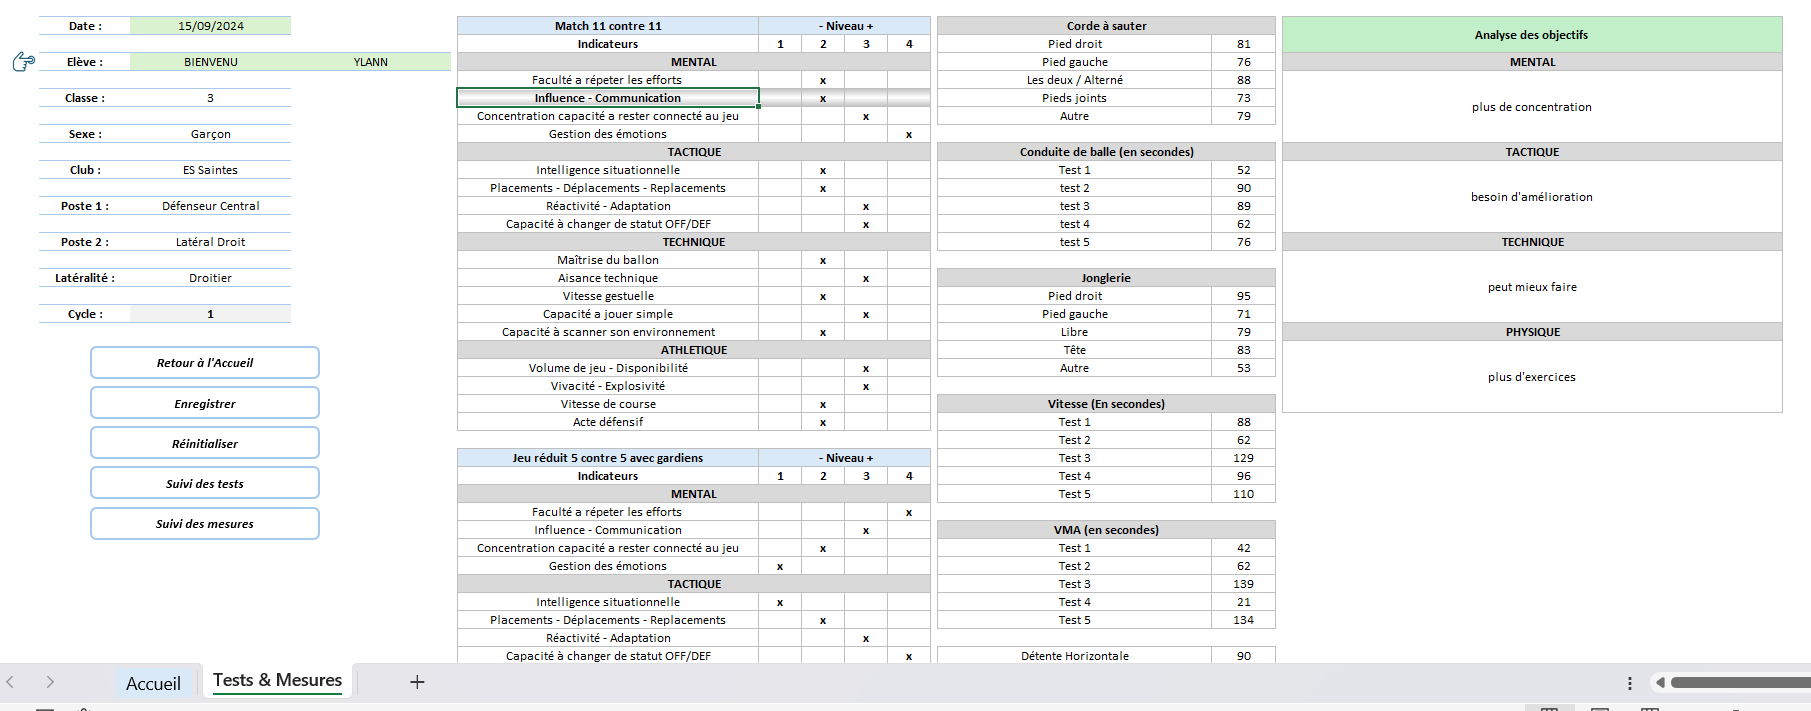 Date : 15/09/2024
Elève : BIENVENU YLANN
Classe : 3
Sexe : Garçon
Club : ES Saintes
Poste 1 : Défenseur Central
Poste 2 : Latéral Droit
Latéralité : Droitier
Cycle : 1
Retour à l'Accueil
Enregistrer
Réinitialiser
Suivi des tests
Suivi des mesures
Match 11 contre 11 - Niveau +
Indicateurs 1 2 3 4
MENTAL
Faculté a répeter les efforts x
Influence - Communication x
Concentration capacité a rester connecté au jeu x
Gestion des émotions x
TACTIQUE
Intelligence situationnelle x
Placements - Déplacements - Replacements x
Réactivité - Adaptation x
Capacité à changer de statut OFF/DEF x
TECHNIQUE
Maîtrise du ballon x
Aisance technique x
Vitesse gestuelle x
Capacité a jouer simple x
Capacité à scanner son environnement x
ATHLETIQUE
Volume de jeu - Disponibilité x
Vivacité - Explosivité x
Vitesse de course x
Acte défensif x
Jeu réduit 5 contre 5 avec gardiens - Niveau +
Indicateurs 1 2 3 4
MENTAL
Faculté a répeter les efforts x
Influence - Communication x
Concentration capacité a rester connecté au jeu x
Gestion des émotions x
TACTIQUE
Intelligence situationnelle x
Placements - Déplacements - Replacements x
Réactivité - Adaptation x
Capacité à changer de statut OFF/DEF x
Corde à sauter
Pied droit 81
Pied gauche 76
Les deux / Alterné 88
Pieds joints 73
Autre 79
Conduite de balle (en secondes)
Test 1 52
test 2 90
test 3 89
test 4 62
test 5 76
Jonglerie
Pied droit 95
Pied gauche 71
Libre 79
Tête 83
Autre 53
Vitesse (En secondes)
Test 1 88
Test 2 62
Test 3 129
Test 4 96
Test 5 110
VMA (en secondes)
Test 1 42
Test 2 62
Test 3 139
Test 4 21
Test 5 134
Détente Horizontale 90
Analyse des objectifs
MENTAL
plus de concentration
TACTIQUE
besoin d'amélioration
TECHNIQUE
peut mieux faire
PHYSIQUE
plus d'exercices
Accueil Tests & Mesures